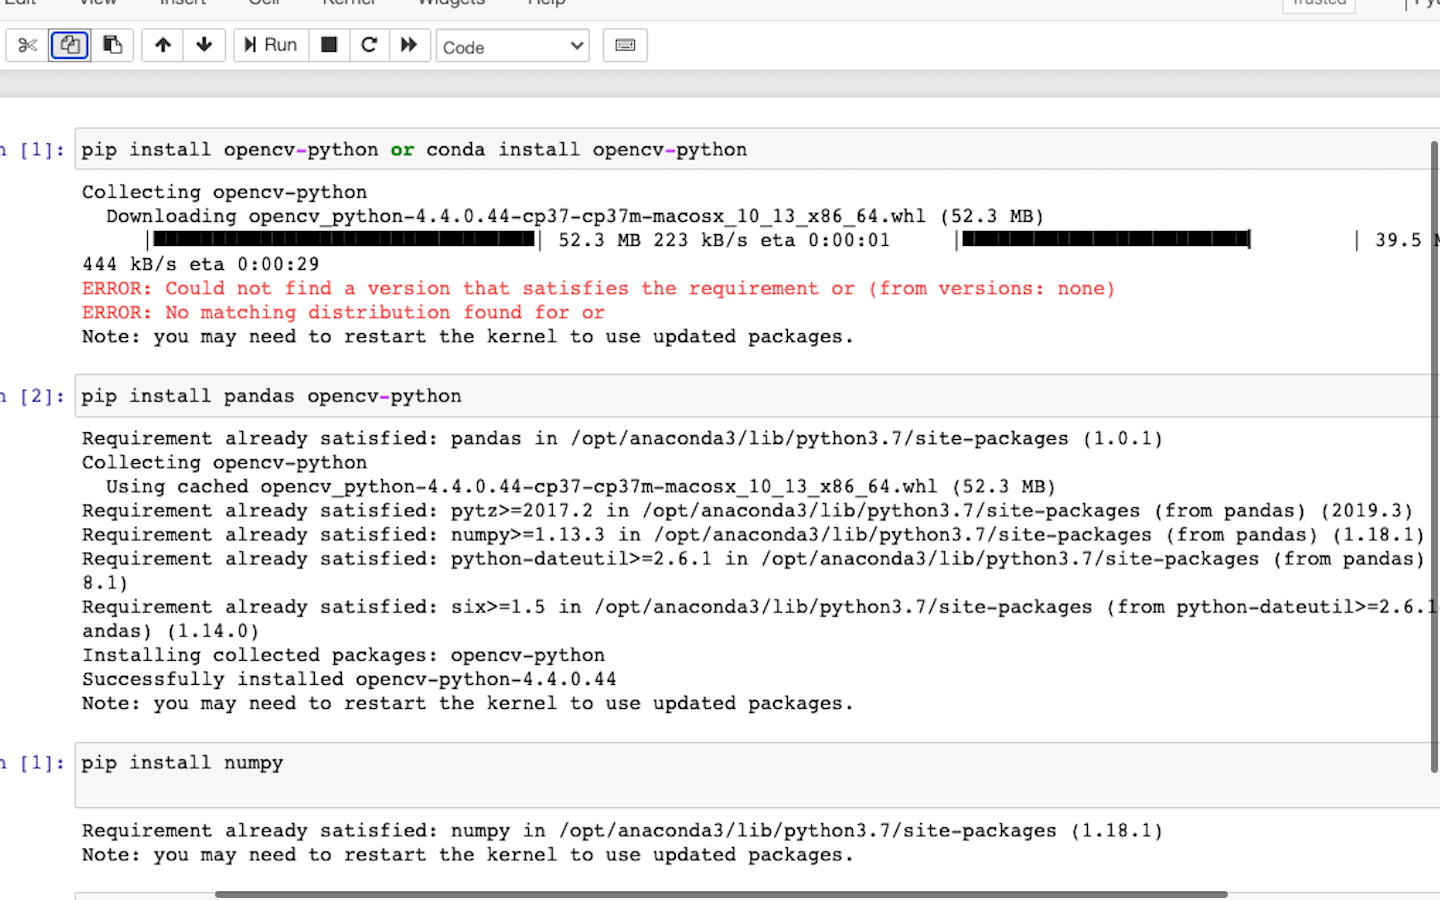 Edit View Insert Cell Kernel Widgets Help Trusted
Run Code
[1]: pip install opencv-python or conda install opencv-python
Collecting opencv-python
Downloading opencv_python-4.4.0.44-cp37-cp37m-macosx_10_13_x86_64.whl (52.3 MB)
| 52.3 MB 223 kB/s eta 0:00:01 | | 39.5
444 kB/s eta 0:00:29
ERROR: Could not find a version that satisfies the requirement or (from versions: none)
ERROR: No matching distribution found for or
Note: you may need to restart the kernel to use updated packages.
[2]: pip install pandas opencv-python
Requirement already satisfied: pandas in /opt/anaconda3/lib/python3.7/site-packages (1.0.1)
Collecting opencv-python
Using cached opencv_python-4.4.0.44-cp37-cp37m-macosx_10_13_x86_64.whl (52.3 MB)
Requirement already satisfied: pytz>=2017.2 in /opt/anaconda3/lib/python3.7/site-packages (from pandas) (2019.3)
Requirement already satisfied: numpy>=1.13.3 in /opt/anaconda3/lib/python3.7/site-packages (from pandas) (1.18.1)
Requirement already satisfied: python-dateutil>=2.6.1 in /opt/anaconda3/lib/python3.7/site-packages (from pandas)
8.1)
Requirement already satisfied: six>=1.5 in /opt/anaconda3/lib/python3.7/site-packages (from python-dateutil>=2.6.1
andas) (1.14.0)
Installing collected packages: opencv-python
Successfully installed opencv-python-4.4.0.44
Note: you may need to restart the kernel to use updated packages.
[1]: pip install numpy
Requirement already satisfied: numpy in /opt/anaconda3/lib/python3.7/site-packages (1.18.1)
Note: you may need to restart the kernel to use updated packages.